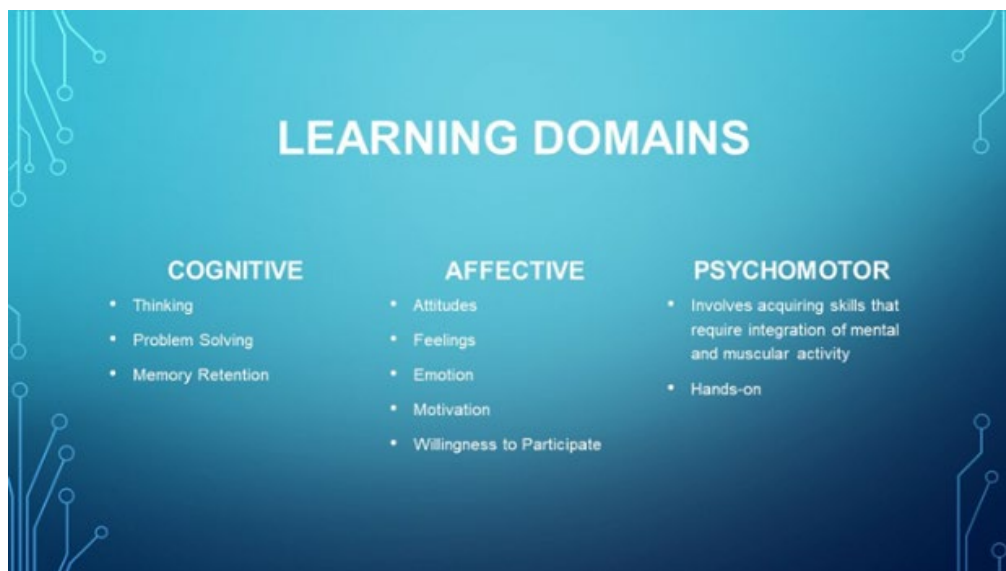 LEARNING DOMAINS
COGNITIVE
• Thinking
• Problem Solving
• Memory Retention
AFFECTIVE
• Attitudes
• Feelings
• Emotion
• Motivation
• Willingness to Participate
PSYCHOMOTOR
• Involves acquiring skills that
require integration of mental
and muscular activity
• Hands-on